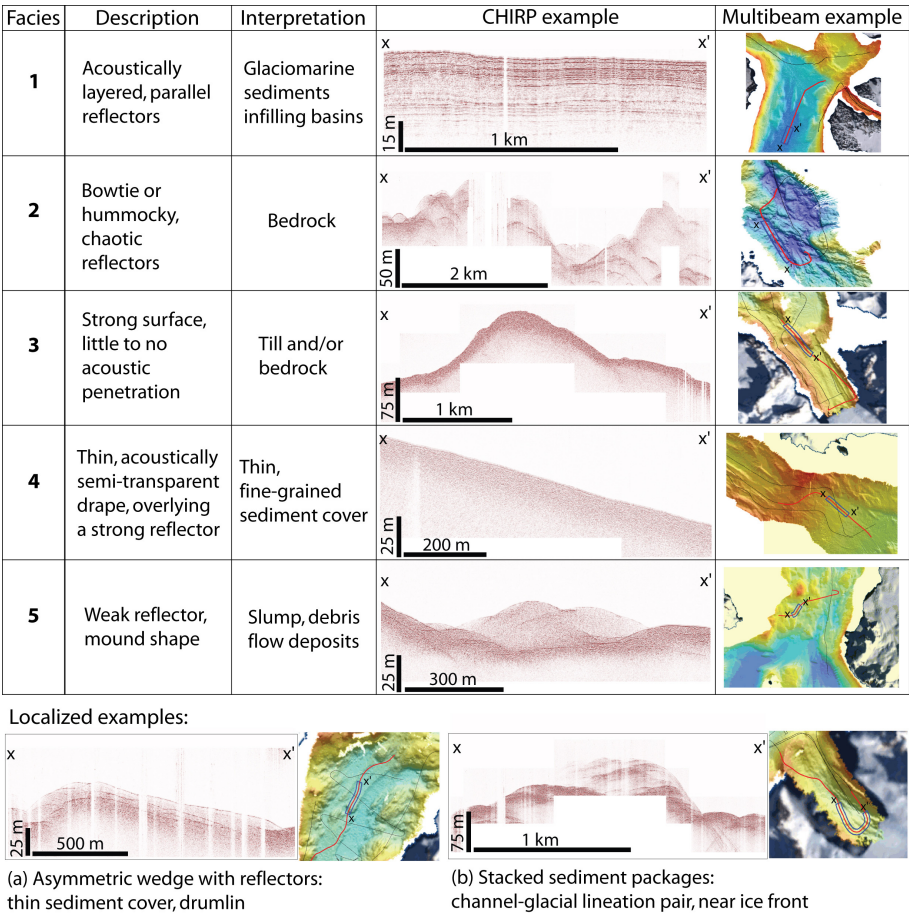 Facies Description Interpretation CHIRP example Multibeam example
1
Acoustically
layered, parallel
reflectors
Glaciomarine
sediments
infilling basins
x x'
15 m
1 km
x x'
2
Bowtie or
hummocky,
chaotic
reflectors
Bedrock
x x'
50 m
2 km
x x'
3
Strong surface,
little to no
acoustic
penetration
Till and/or
bedrock
x x'
75 m
1 km
x x'
4
Thin, acoustically
semi-transparent
drape, overlying
a strong reflector
Thin,
fine-grained
sediment cover
x x'
25 m
200 m
x x'
5
Weak reflector,
mound shape
Slump, debris
flow deposits
x x'
25 m
300 m
x x'
Localized examples:
x x'
25 m
500 m
x'
x
x x'
75 m
1 km
x x'
(a) Asymmetric wedge with reflectors:
thin sediment cover, drumlin
(b) Stacked sediment packages:
channel-glacial lineation pair, near ice front